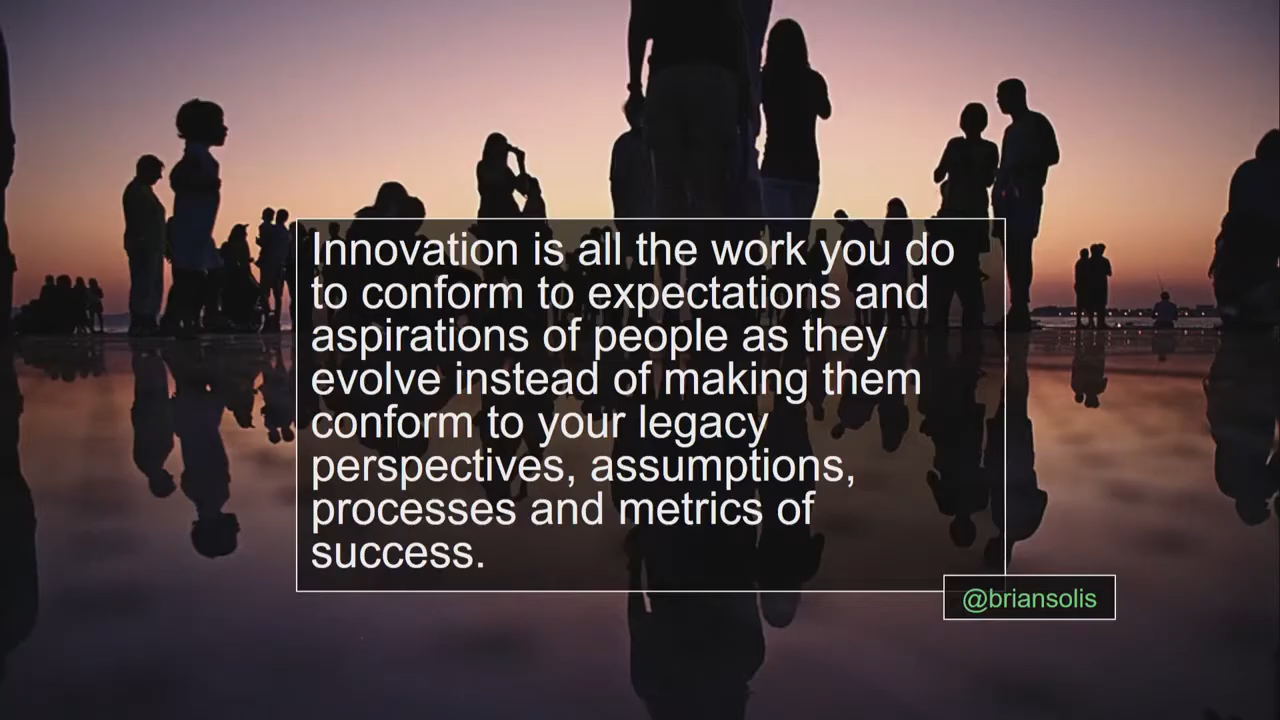 Innovation is all the work you do
to conform to expectations and
aspirations of people as they
evolve instead of making them
conform to your legacy
perspectives, assumptions,
processes and metrics of
success.
@briansolis